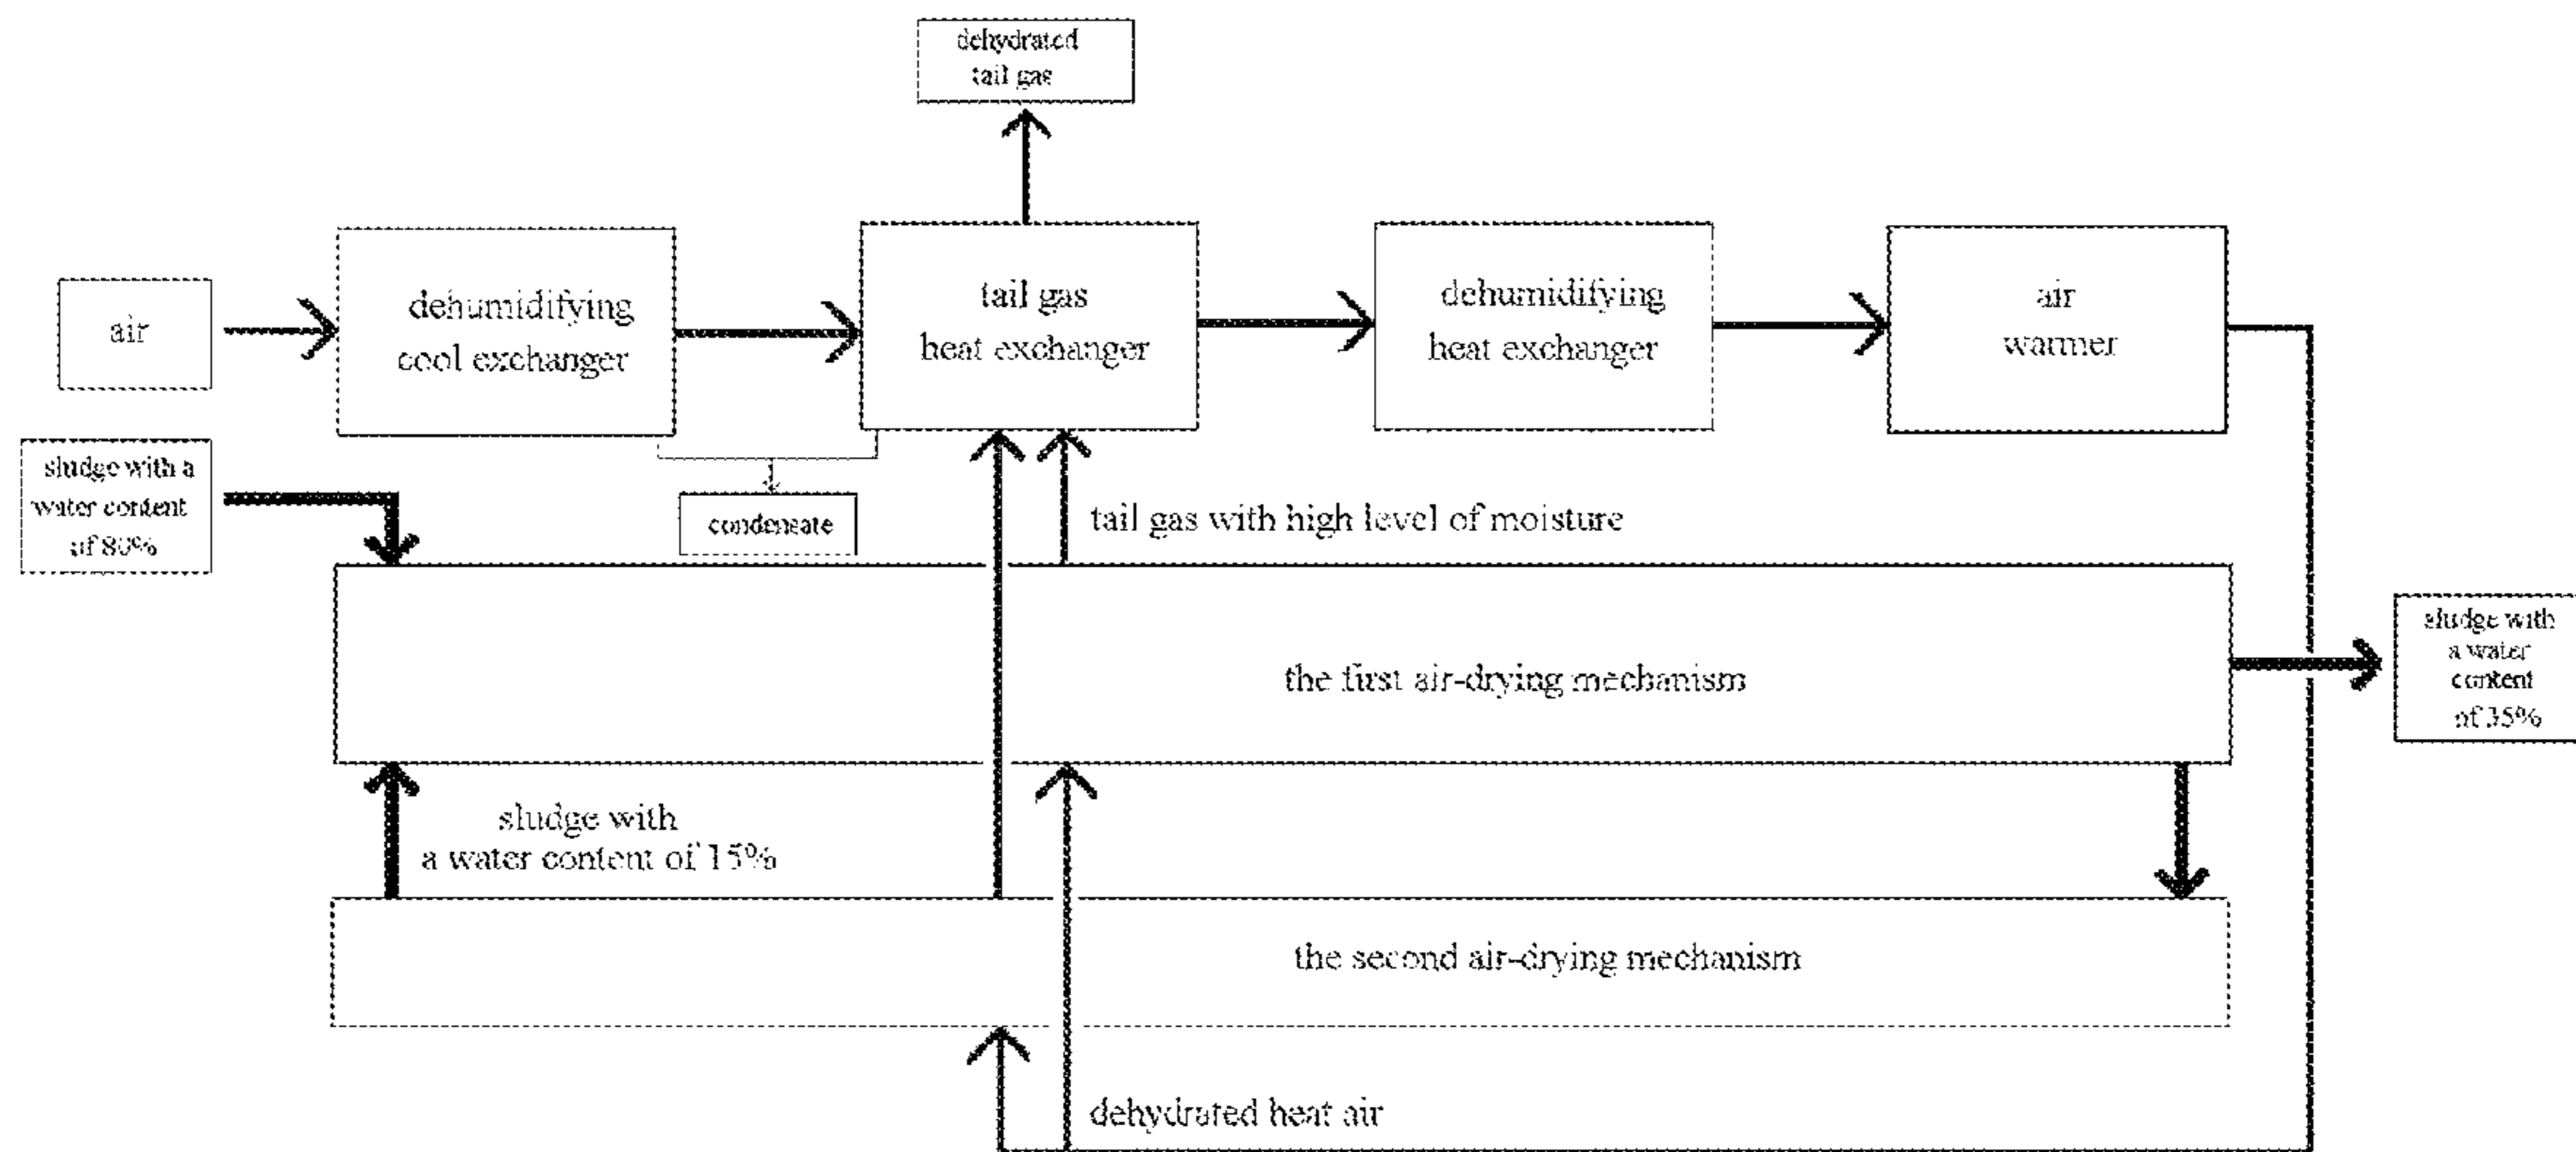 dehydrated
tail gas
air
dehumidifying
cool exchanger
tail gas
heat exchanger
dehumidifying
heat exchanger
air
warmer
sludge with a
water content
of 80%
condensate
tail gas with high level of moisture
the first air-drying mechanism
sludge with
a water
content
of 35%
sludge with
a water content of 15%
the second air-drying mechanism
dehydrated heat air